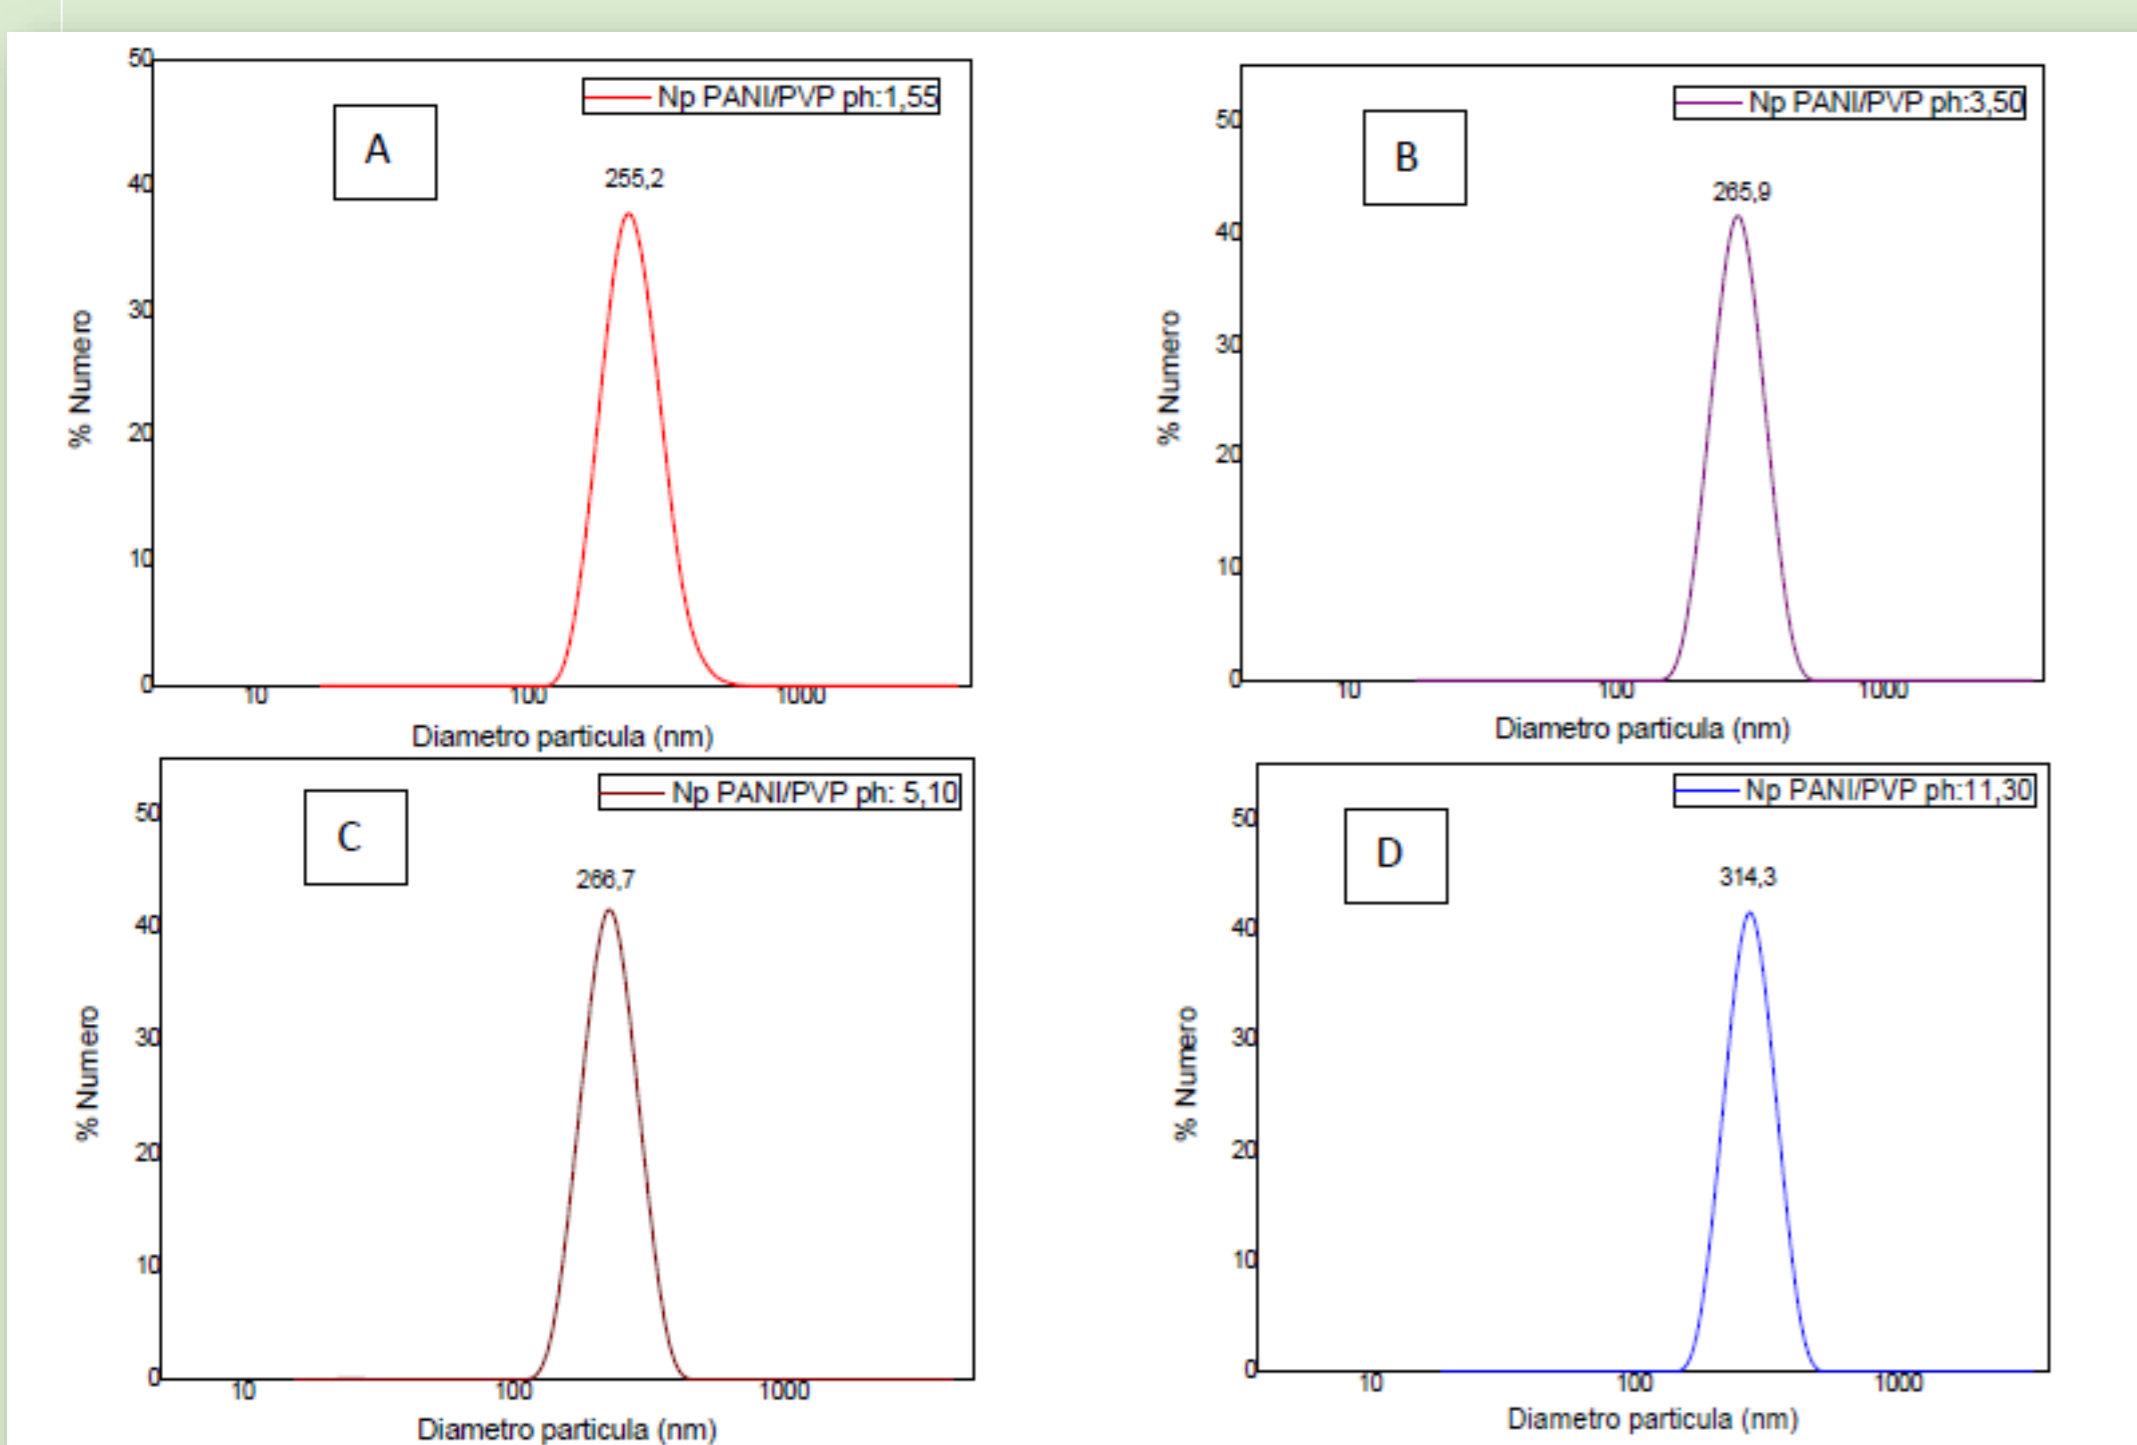 50
Np PANI/PVP ph:1,55
A
255,2
40
30
20
10
0
% Numero
10
100
1000
Diametro particula (nm)
Np PANI/PVP ph:3,50
B
50
265,9
40
30
20
10
0
% Numero
10
100
1000
Diametro particula (nm)
Np PANI/PVP ph: 5,10
C
50
266,7
40
30
20
10
0
% Numero
10
100
1000
Diametro particula (nm)
Np PANI/PVP ph:11,30
D
50
314,3
40
30
20
10
0
% Numero
10
100
1000
Diametro particula (nm)